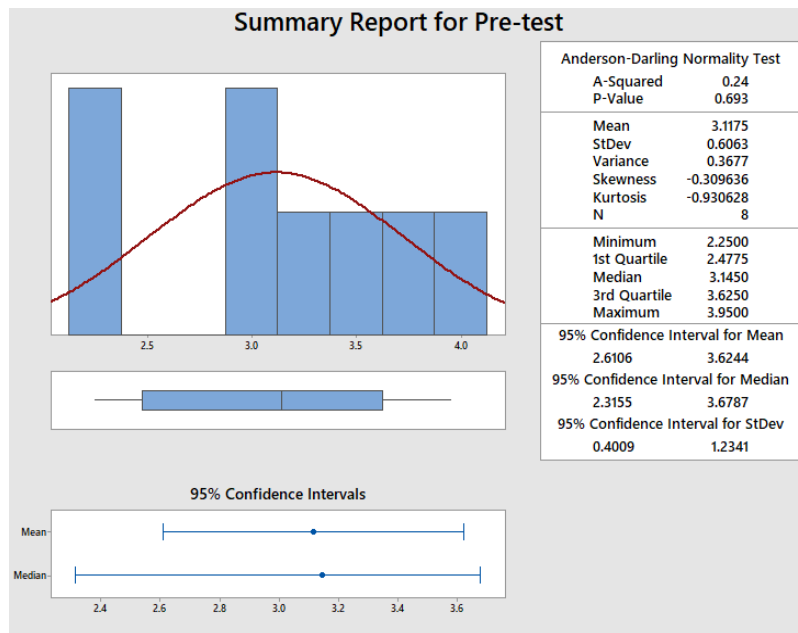 Summary Report for Pre-test
Anderson-Darling Normality Test
A-Squared 0.24
P-Value 0.693
Mean 3.1175
StDev 0.6063
Variance 0.3677
Skewness -0.309636
Kurtosis -0.930628
N 8
Minimum 2.2500
1st Quartile 2.4775
Median 3.1450
3rd Quartile 3.6250
Maximum 3.9500
95% Confidence Interval for Mean
2.6106 3.6244
95% Confidence Interval for Median
2.3155 3.6787
95% Confidence Interval for StDev
0.4009 1.2341
2.5 3.0 3.5 4.0
95% Confidence Intervals
Mean
Median
2.4 2.6 2.8 3.0 3.2 3.4 3.6